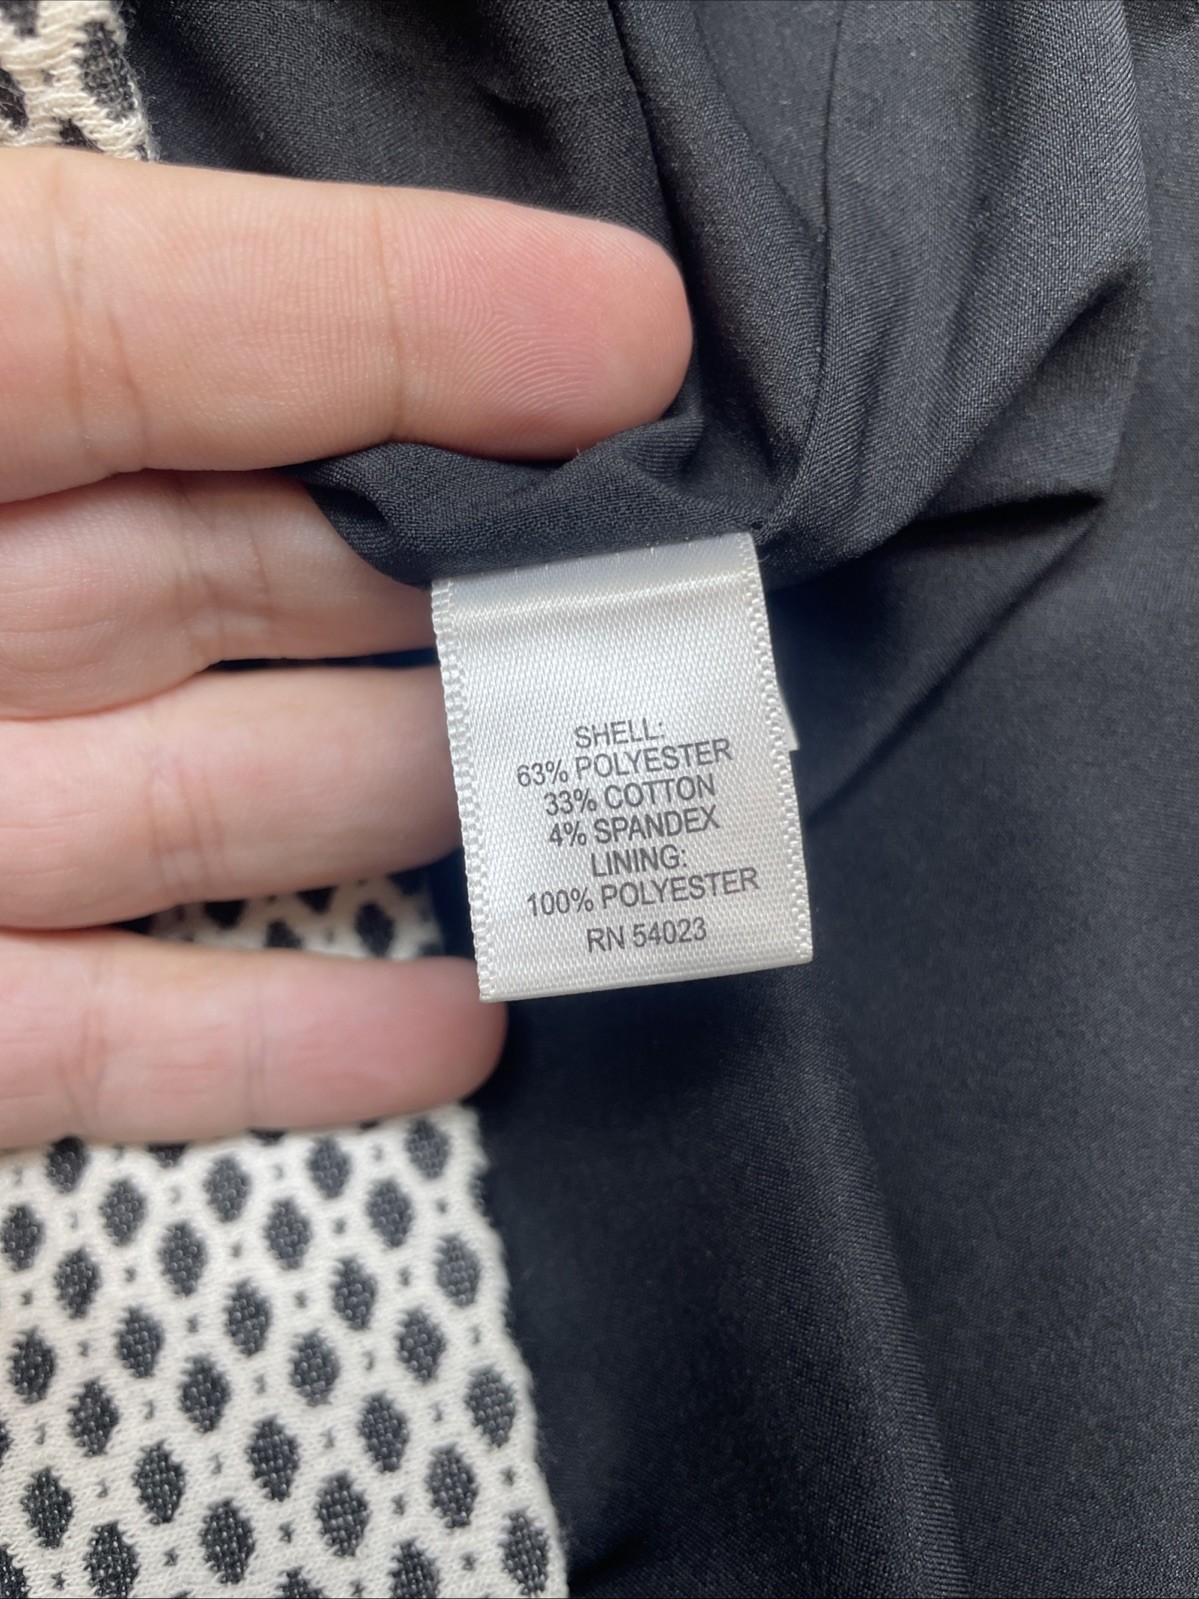 SHELL:
63% POLYESTER
33% COTTON
4% SPANDEX
LINING:
100% POLYESTER
RN 54023